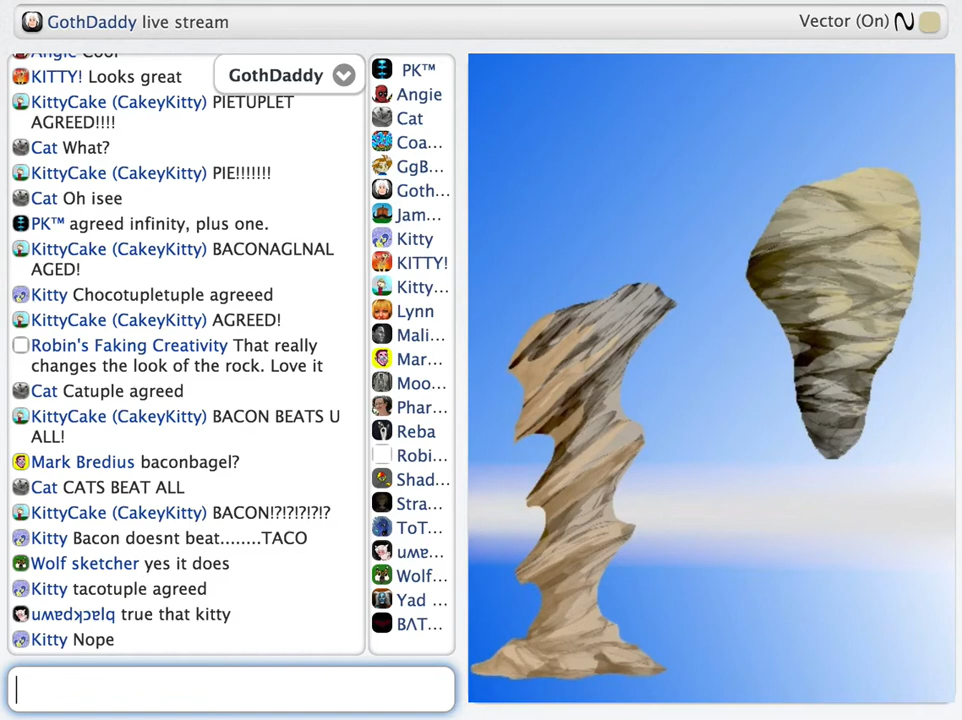 GothDaddy live stream
Vector (On)
Angie Cool
KITTY! Looks great
GothDaddy
KittyCake (CakeyKitty) PIETUPLET
AGREED!!!!
Cat What?
KittyCake (CakeyKitty) PIE!!!!!!!
Cat Oh isee
PK™ agreed infinity, plus one.
KittyCake (CakeyKitty) BACONAGLNAL
AGED!
Kitty Chocotupletuple agreeed
KittyCake (CakeyKitty) AGREED!
Robin's Faking Creativity That really
changes the look of the rock. Love it
Cat Catuple agreed
KittyCake (CakeyKitty) BACON BEATS U
ALL!
Mark Bredius baconbagel?
Cat CATS BEAT ALL
KittyCake (CakeyKitty) BACON!?!?!?!?!?
Kitty Bacon doesnt beat........TACO
Wolf sketcher yes it does
Kitty tacotuple agreed
uwɐdʞɔɐlq true that kitty
Kitty Nope
PK™
Angie
Cat
Coa...
GgB...
Goth...
Jam...
Kitty
KITTY!
Kitty...
Lynn
Mali...
Mar...
Moo...
Phar...
Reba
Robi...
Shad...
Stra...
ToT...
uwɐ...
Wolf...
Yad ...
BΛT...